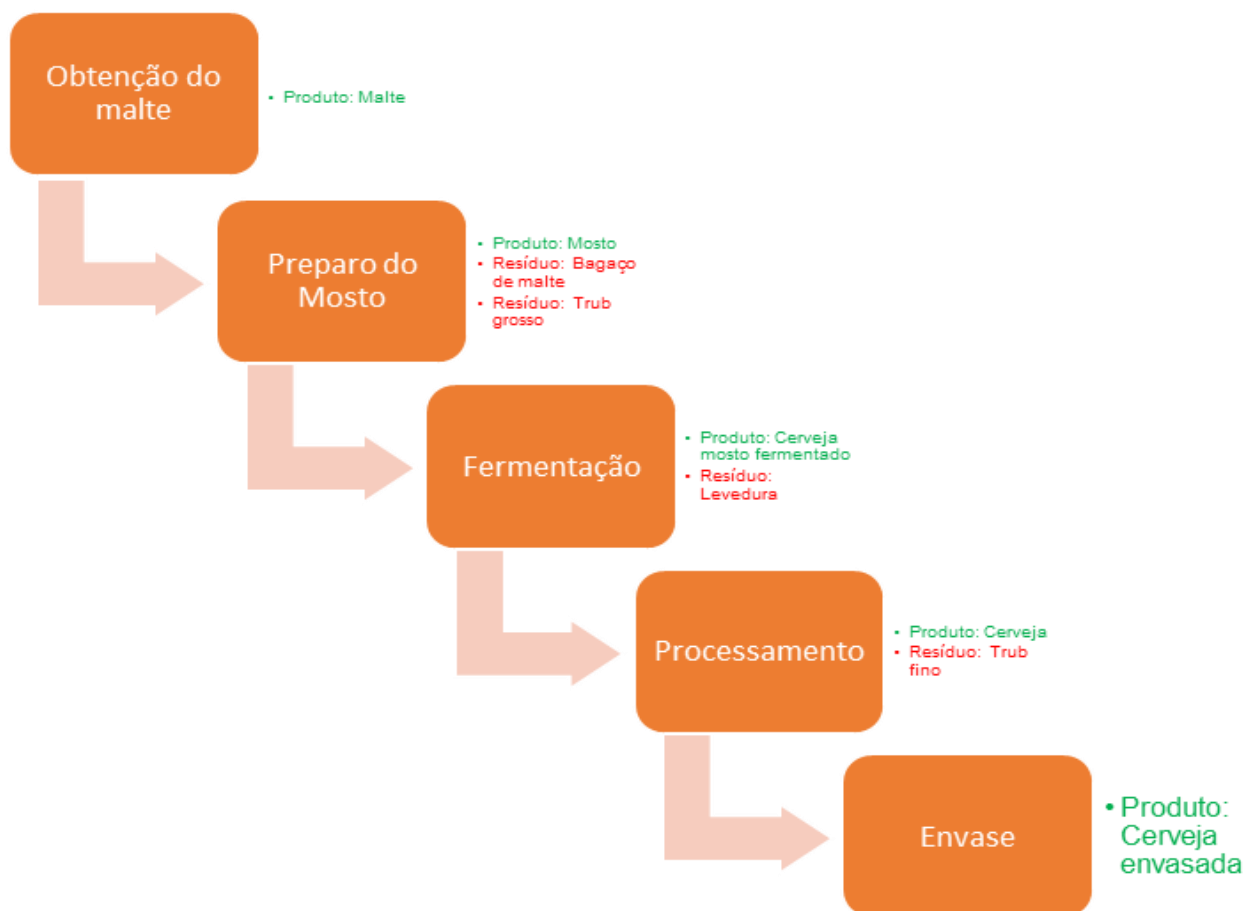 Obtenção do
malte
• Produto: Malte
Preparo do
Mosto
• Produto: Mosto
• Resíduo: Bagaço
de malte
• Resíduo: Trub
grosso
Fermentação
• Produto: Cerveja
mosto fermentado
• Resíduo:
Levedura
Processamento
• Produto: Cerveja
• Resíduo: Trub
fino
Envase
• Produto:
Cerveja
envasada